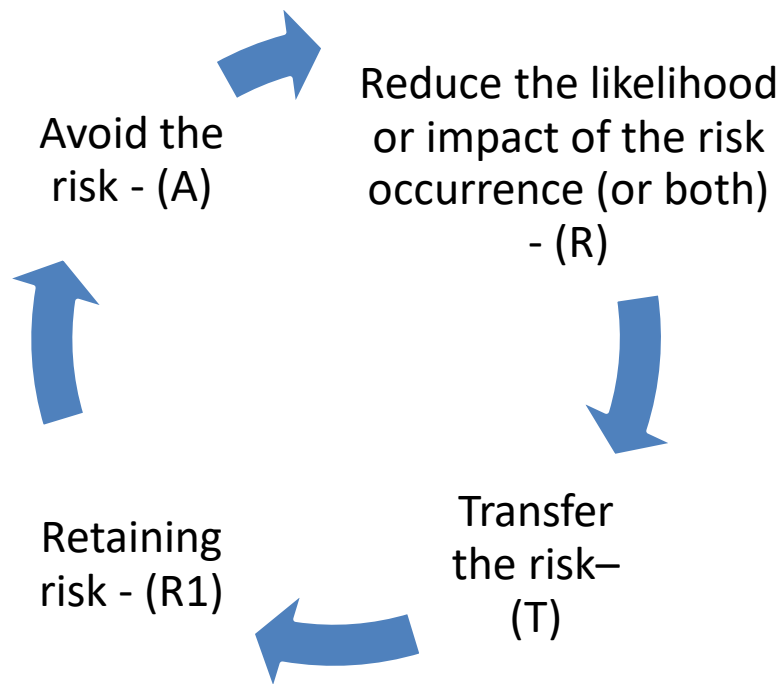 Avoid the
risk - (A)
Reduce the likelihood
or impact of the risk
occurrence (or both)
- (R)
Transfer
the risk–
(T)
Retaining
risk - (R1)